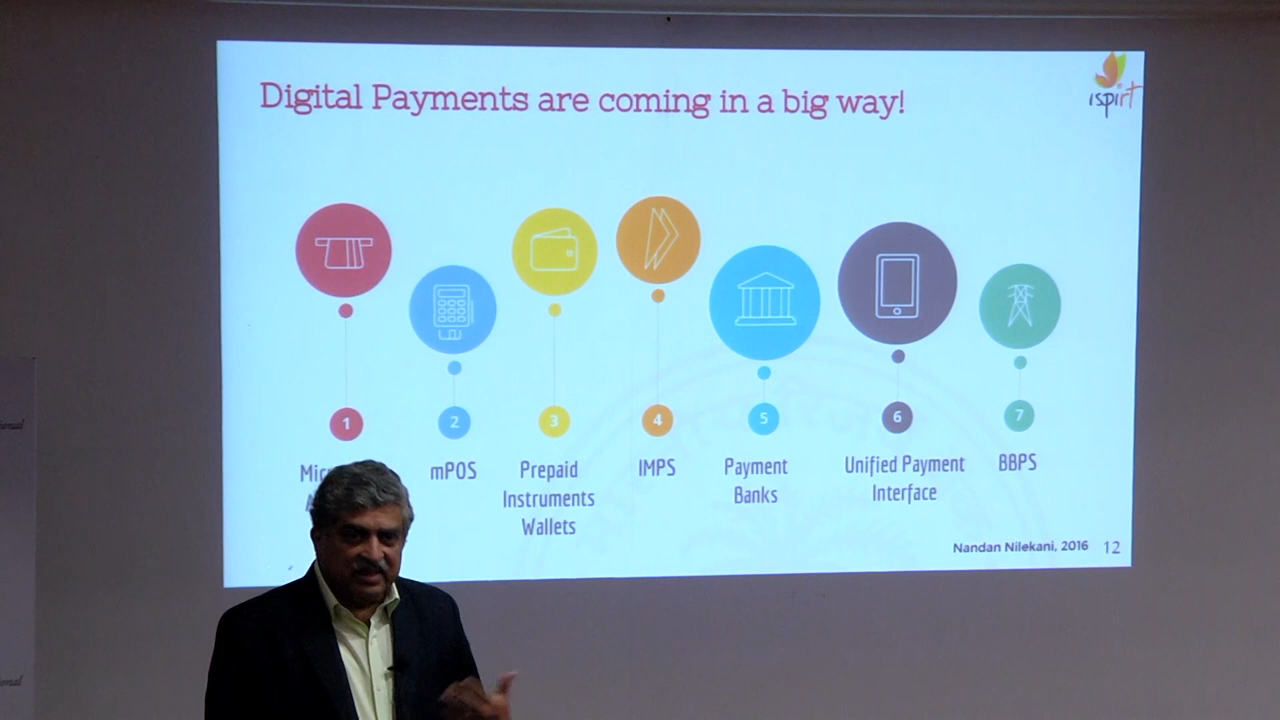 Digital Payments are coming in a big way!
ispirt
1
2
3
4
5
6
7
mPOS
Prepaid
Instruments
Wallets
IMPS
Payment
Banks
Unified Payment
Interface
BBPS
Nandan Nilekani, 2016
12